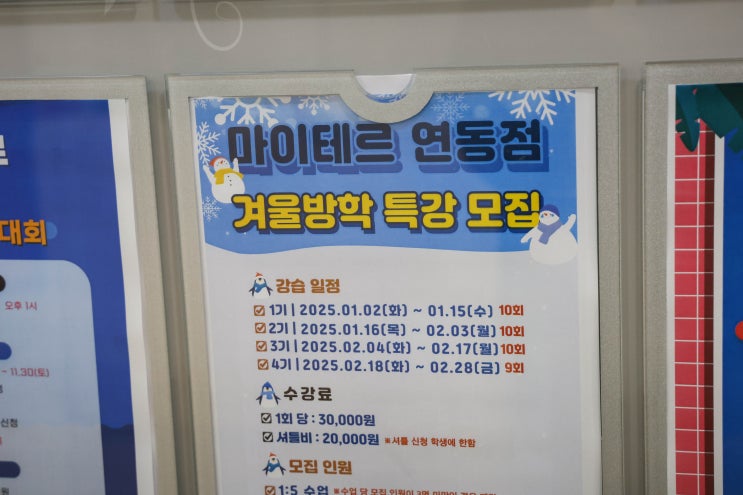 대회
오후 1시
~ 11.30(토)
신청
마이테르 연동점
겨울방학 특강 모집
강습 일정
1기 | 2025.01.02(화) ~ 01.15(수) 10회
2기 | 2025.01.16(목) ~ 02.03(월) 10회
3기 | 2025.02.04(화) ~ 02.17(월) 10회
4기 | 2025.02.18(화) ~ 02.28(금) 9회
수강료
1회 당 : 30,000원
셔틀비 : 20,000원 ※셔틀 신청 학생에 한함
모집 인원
1:5 수업